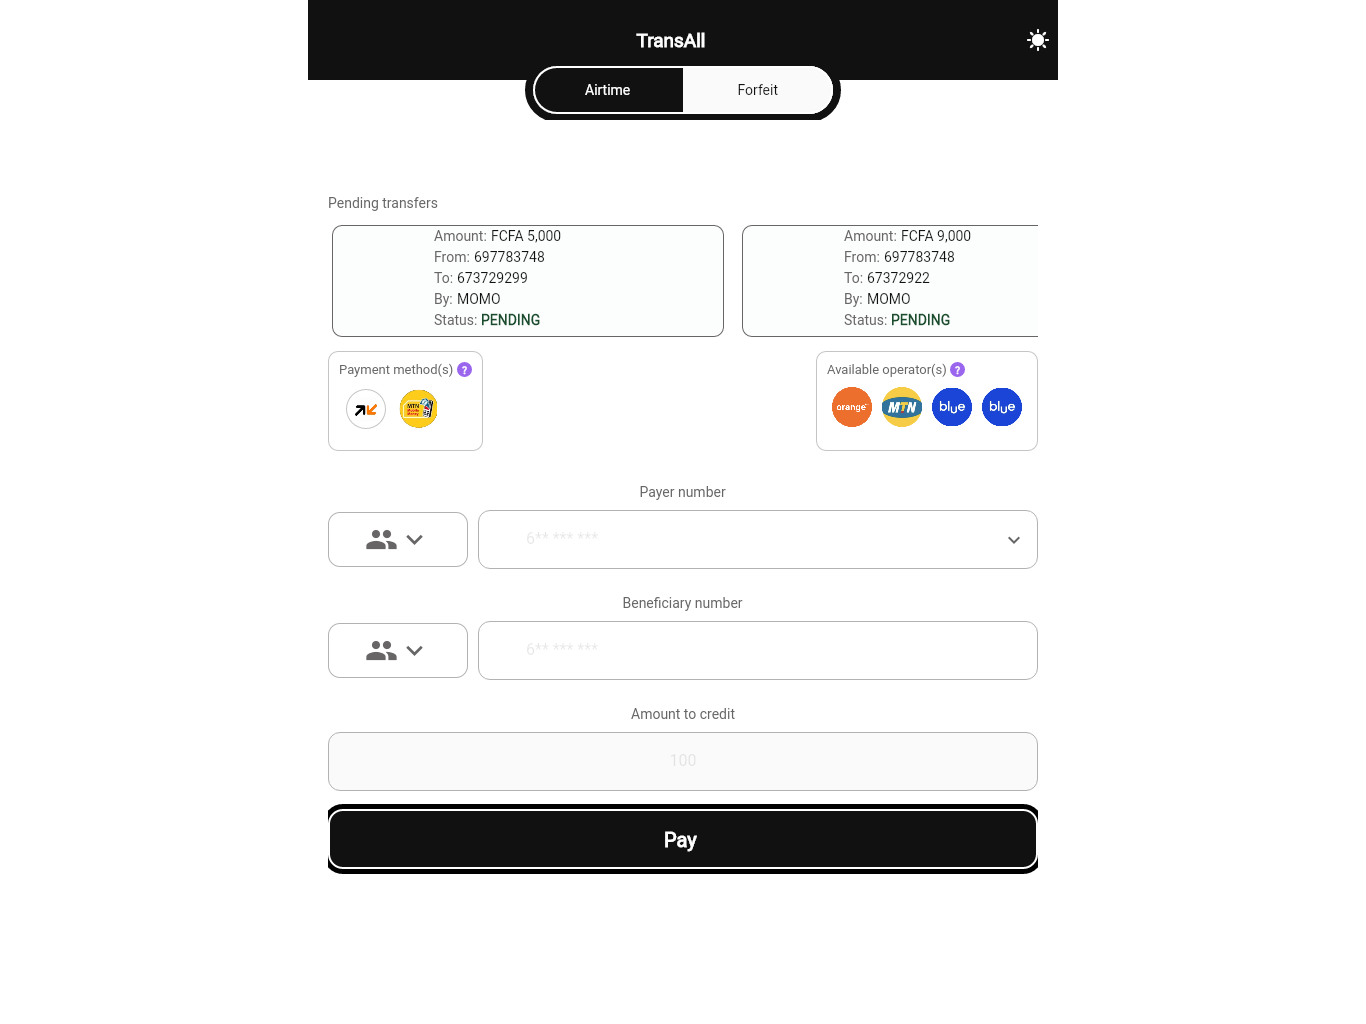 TransAll
Airtime
Forfeit
Pending transfers
Amount: FCFA 5,000
From: 697783748
To: 673729299
By: MOMO
Status: PENDING
Amount: FCFA 9,000
From: 697783748
To: 67372922
By: MOMO
Status: PENDING
Payment method(s) ?
MTN
Available operator(s) ?
orange
MTN
blue
blue
Payer number
6** *** ***
Beneficiary number
6** *** ***
Amount to credit
100
Pay